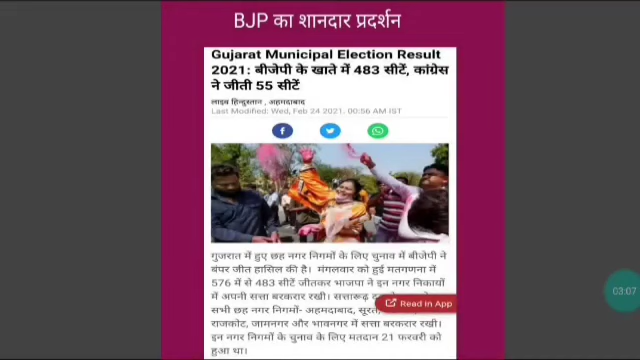 BJP का शानदार प्रदर्शन
Gujarat Municipal Election Result
2021: बीजेपी के खाते में 483 सीटें, कांग्रेस
ने जीती 55 सीटें
लाइव हिन्दुस्तान , अहमदाबाद
Last Modified: Wed, Feb 24 2021. 00:56 AM IST
गुजरात में हुए छह नगर निगमों के लिए चुनाव में बीजेपी ने
बंपर जीत हासिल की है। मंगलवार को हुई मतगणना में
576 में से 483 सीटें जीतकर भाजपा ने इन नगर निकायों
में अपनी सत्ता बरकरार रखी। सत्तारूढ़
Read in App
सभी छह नगर निगमों- अहमदाबाद, सूरत,
राजकोट, जामनगर और भावनगर में सत्ता बरकरार रखी।
इन नगर निगमों के चुनाव के लिए मतदान 21 फरवरी को
हुआ था।
03:07